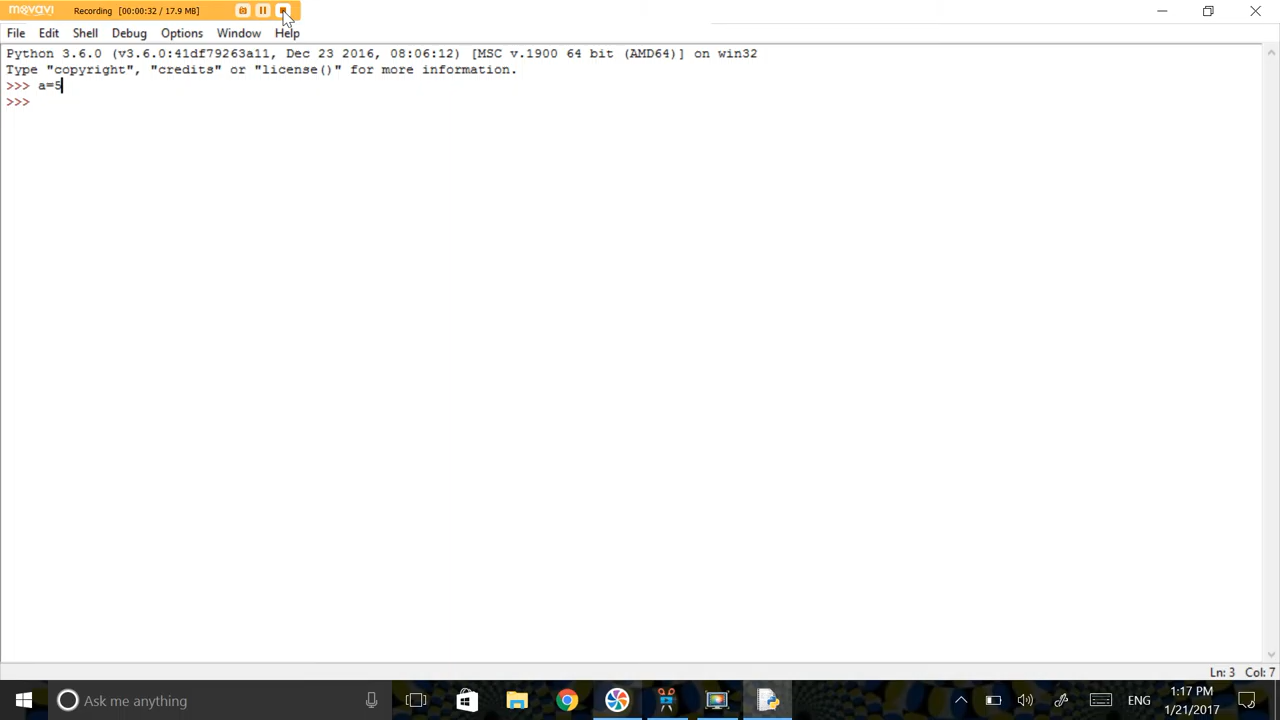 movavi Recording [00:00:32 / 17.9 MB]
File Edit Shell Debug Options Window Help
Python 3.6.0 (v3.6.0:41df79263a11, Dec 23 2016, 08:06:12) [MSC v.1900 64 bit (AMD64)] on win32
Type "copyright", "credits" or "license()" for more information.
>>> a=5
>>>
Ln: 3 Col: 7
Ask me anything
ENG
1:17 PM
1/21/2017